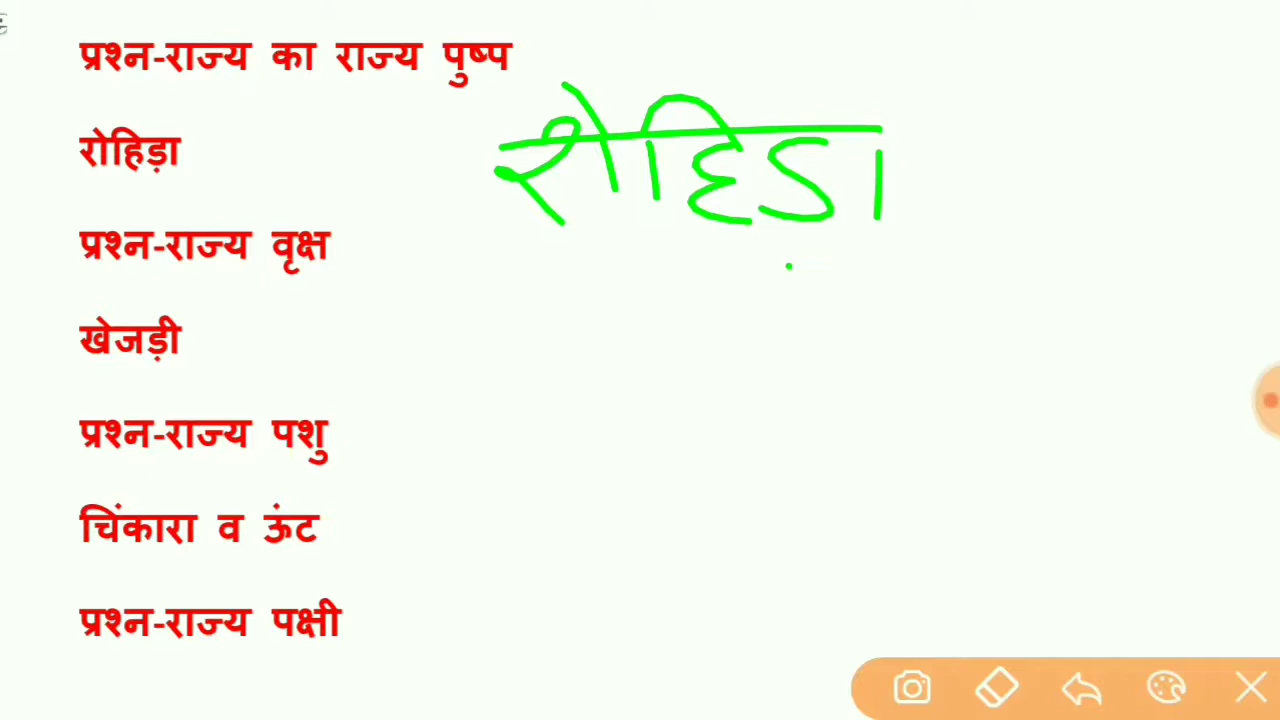 प्रश्न-राज्य का राज्य पुष्प
रोहिड़ा
रोहिडा
प्रश्न-राज्य वृक्ष
खेजड़ी
प्रश्न-राज्य पशु
चिंकारा व ऊंट
प्रश्न-राज्य पक्षी